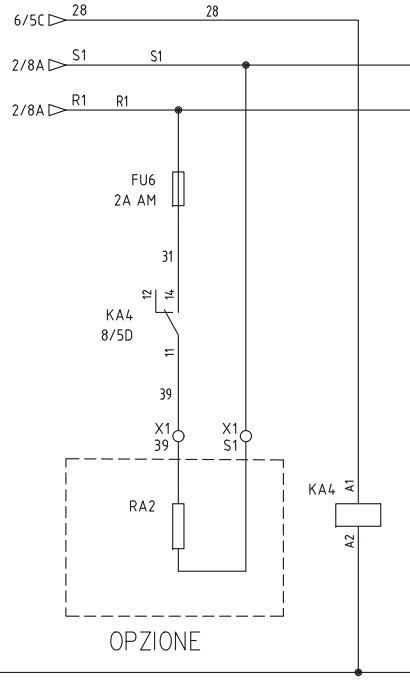 6/5C 28 28
2/8A S1 S1
2/8A R1 R1
FU6
2A AM
31
12 14
KA4
8/5D
11
39
X1 X1
39 S1
RA2
KA4 A1
A2
OPZIONE